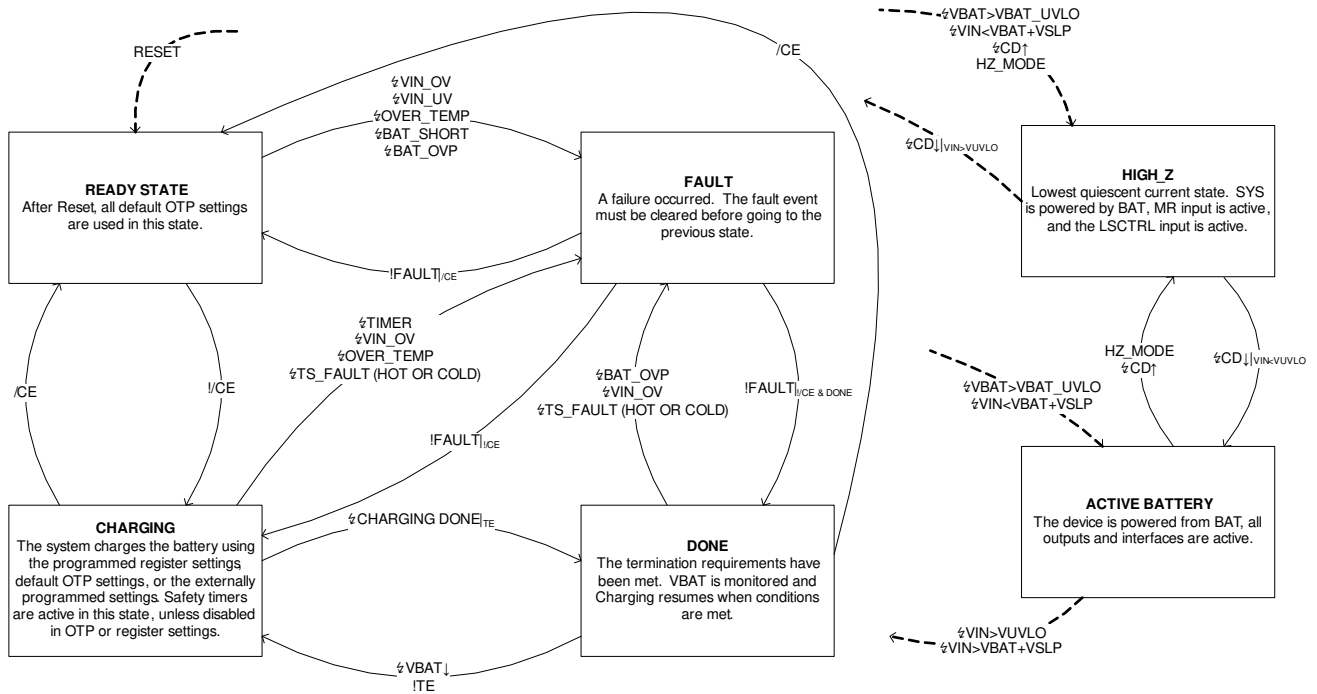 RESET
/CE
↯VBAT>VBAT_UVLO
↯VIN<VBAT+VSLP
↯CD↑
HZ_MODE
↯VIN_OV
↯VIN_UV
↯OVER_TEMP
↯BAT_SHORT
↯BAT_OVP
↯CD↓|VIN>VUVLO
READY STATE
After Reset, all default OTP settings
are used in this state.
FAULT
A failure occurred. The fault event
must be cleared before going to the
previous state.
HIGH_Z
Lowest quiescent current state. SYS
is powered by BAT, MR input is active,
and the LSCTRL input is active.
!FAULT|/CE
↯TIMER
↯VIN_OV
↯OVER_TEMP
↯TS_FAULT (HOT OR COLD)
/CE
!/CE
↯BAT_OVP
↯VIN_OV
↯TS_FAULT (HOT OR COLD)
!FAULT|!/CE & DONE
!FAULT|!/CE
HZ_MODE
↯CD↑
↯CD↓|VIN<VUVLO
↯VBAT>VBAT_UVLO
↯VIN<VBAT+VSLP
CHARGING
The system charges the battery using
the programmed register settings,
default OTP settings, or the externally
programmed settings. Safety timers
are active in this state, unless disabled
in OTP or register settings.
↯CHARGING DONE|TE
DONE
The termination requirements have
been met. VBAT is monitored and
Charging resumes when conditions
are met.
ACTIVE BATTERY
The device is powered from BAT, all
outputs and interfaces are active.
↯VBAT↓
!TE
↯VIN>VUVLO
↯VIN>VBAT+VSLP